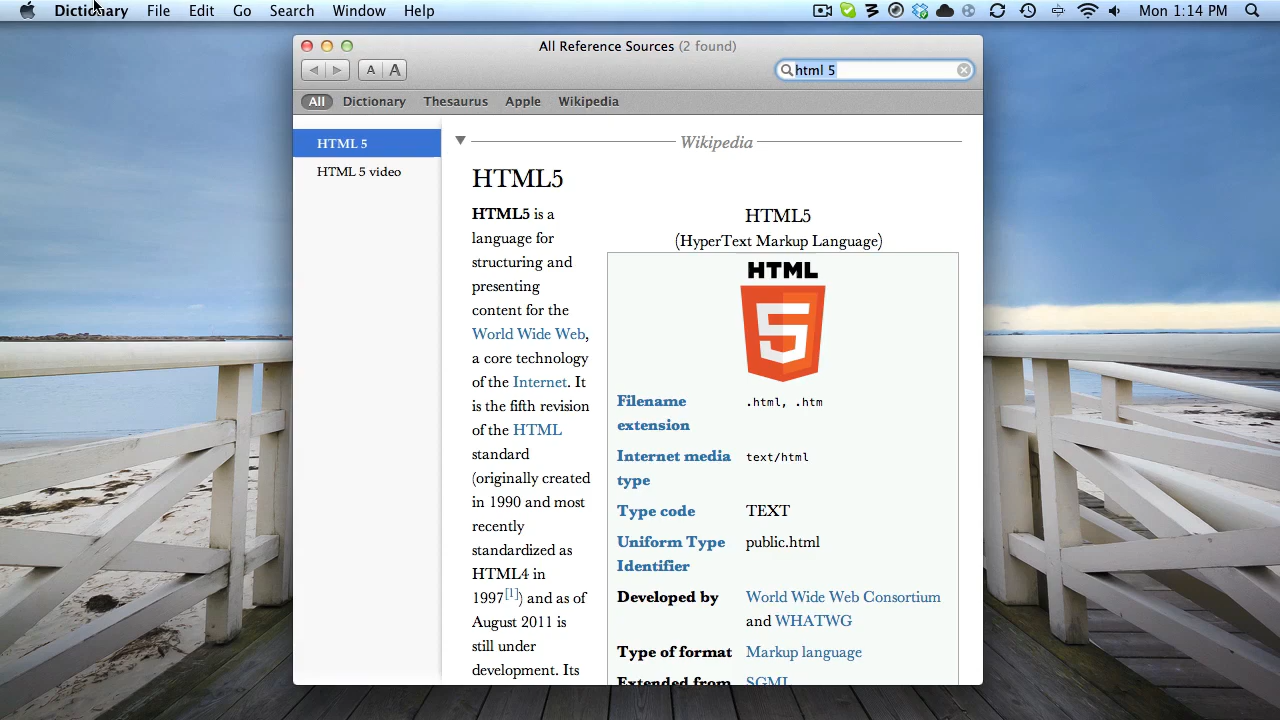 Dictionary File Edit Go Search Window Help Mon 1:14 PM
All Reference Sources (2 found)
A A html 5
All Dictionary Thesaurus Apple Wikipedia
HTML 5
HTML 5 video
Wikipedia
HTML5
HTML5 is a
language for
structuring and
presenting
content for the
World Wide Web,
a core technology
of the Internet. It
is the fifth revision
of the HTML
standard
(originally created
in 1990 and most
recently
standardized as
HTML4 in
1997[1]) and as of
August 2011 is
still under
development. Its
HTML5
(HyperText Markup Language)
HTML
5
Filename extension .html, .htm
Internet media type text/html
Type code TEXT
Uniform Type Identifier public.html
Developed by World Wide Web Consortium
and WHATWG
Type of format Markup language
Extended from SGML